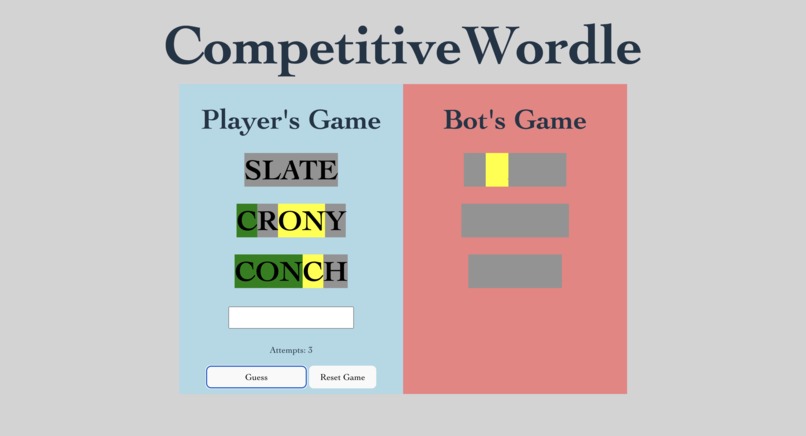 CompetitiveWordle
Player's Game
SLATE
CRONY
CONCH
Attempts: 3
Guess
Reset Game
Bot's Game